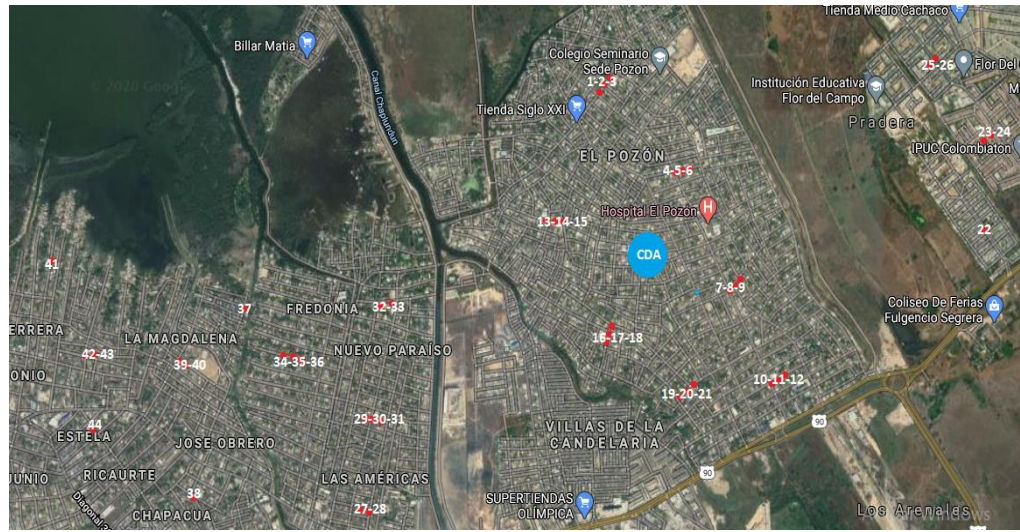 Tienda Medio Cachaco
Billar Matia
Canal Chaplundun
Colegio Seminario
Sede Pozon
25-26
Flor Del
1-2-3
Institución Educativa
Flor del Campo
Tienda Siglo XXI
Pradera
23-24
IPUC Colombiaton
EL POZÓN
4-5-6
Hospital El Pozón
H
13-14-15
22
CDA
41
7-8-9
37
FREDONIA
32-33
Coliseo De Ferias
Fulgencio Segrera
ERRERA
LA MAGDALENA
16-17-18
42-43
39-40
34-35-36
NUEVO PARAÍSO
ONIO
10-11-12
19-20-21
29-30-31
44
ESTELA
JOSE OBRERO
VILLAS DE LA
CANDELARIA
90
90
JUNIO
RICAURTE
LAS AMÉRICAS
38
CHAPACUA
27-28
SUPERTIENDAS
OLÍMPICA
Los Arenales
Diagonal